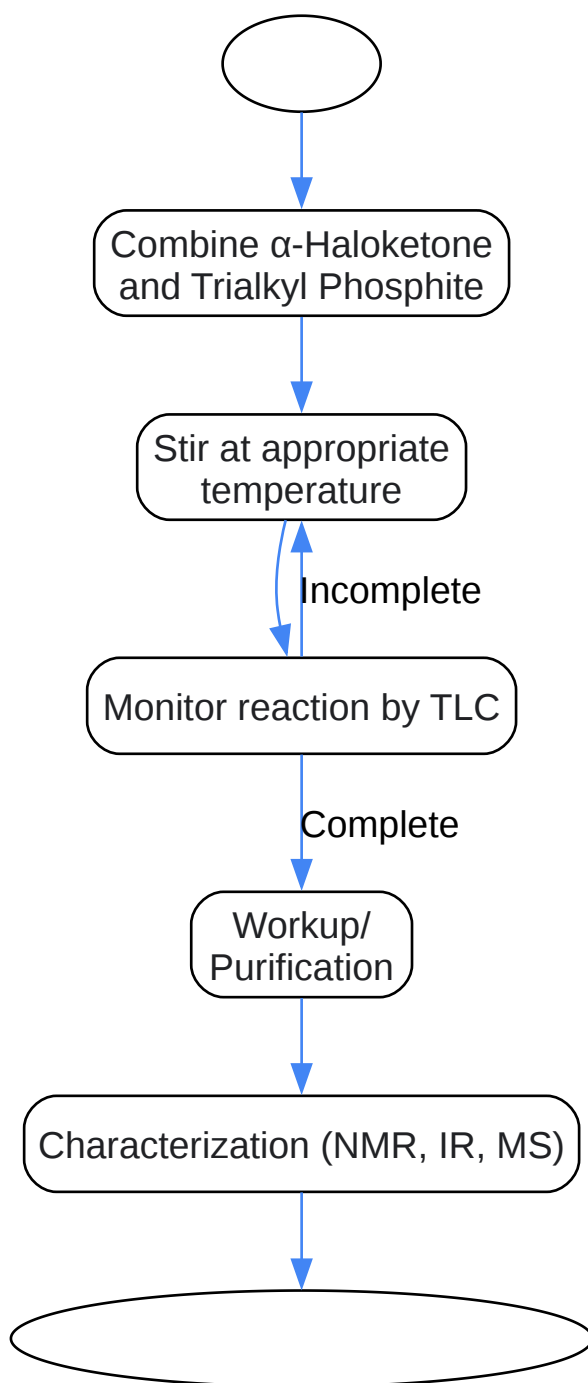 Combine α-Haloketone
and Trialkyl Phosphite
Stir at appropriate
temperature
Incomplete
Monitor reaction by TLC
Complete
Workup/
Purification
Characterization (NMR, IR, MS)